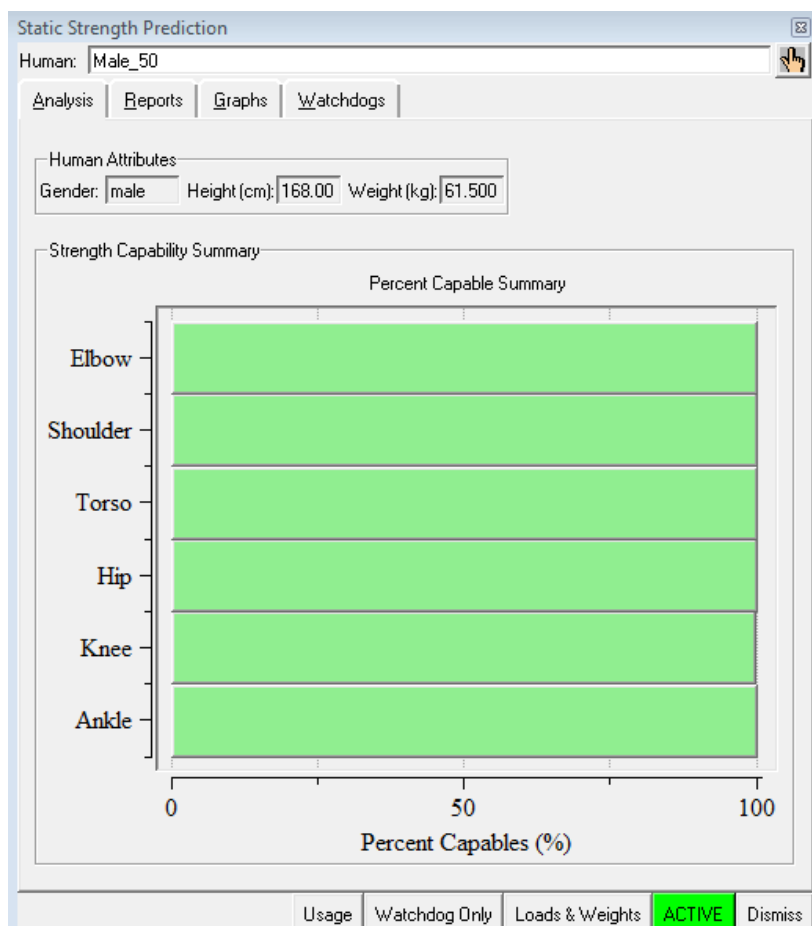 Static Strength Prediction
Human: Male_50
Analysis Reports Graphs Watchdogs
Human Attributes
Gender: male Height (cm): 168.00 Weight (kg): 61.500
Strength Capability Summary
Percent Capable Summary
Elbow
Shoulder
Torso
Hip
Knee
Ankle
0 50 100
Percent Capables (%)
Usage Watchdog Only Loads & Weights ACTIVE Dismiss